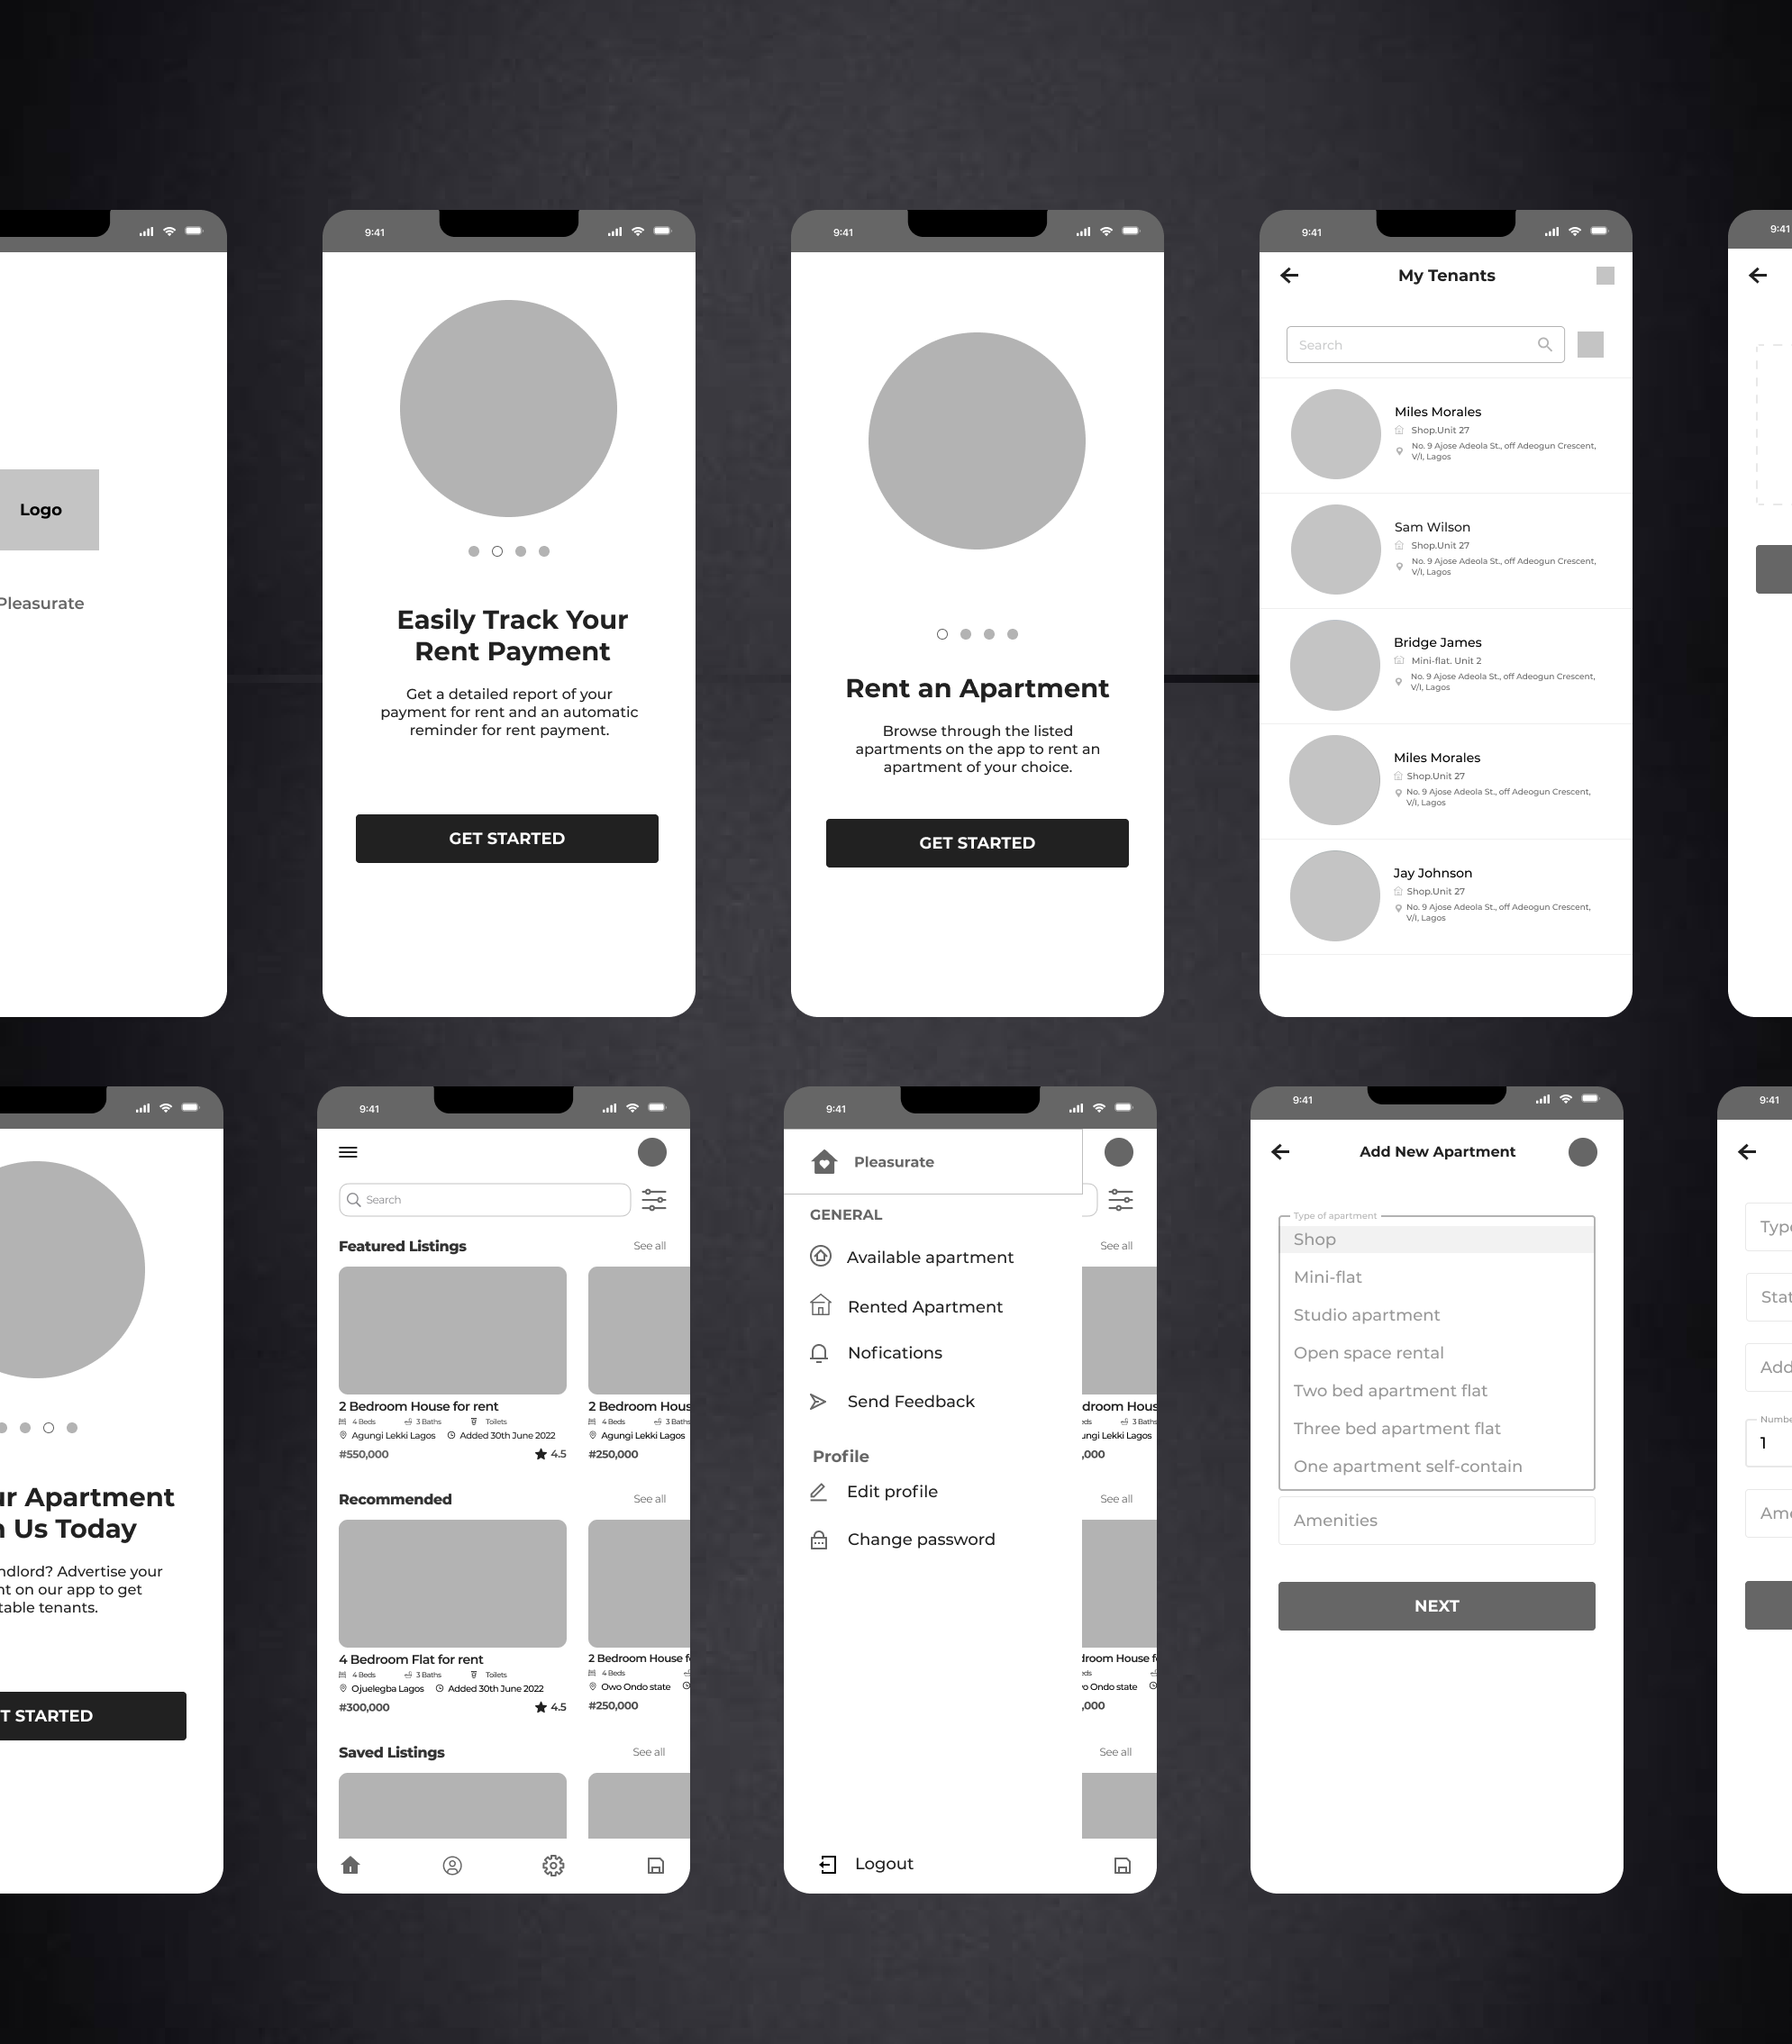 Logo
Pleasurate
9:41
Easily Track Your
Rent Payment
Get a detailed report of your
payment for rent and an automatic
reminder for rent payment.
GET STARTED
9:41
Rent an Apartment
Browse through the listed
apartments on the app to rent an
apartment of your choice.
GET STARTED
9:41
My Tenants
Search
Miles Morales
Shop.Unit 27
No. 9 Ajose Adeola St., off Adeogun Crescent,
V/I, Lagos
Sam Wilson
Shop.Unit 27
No. 9 Ajose Adeola St., off Adeogun Crescent,
V/I, Lagos
Bridge James
Mini-flat. Unit 2
No. 9 Ajose Adeola St., off Adeogun Crescent,
V/I, Lagos
Miles Morales
Shop.Unit 27
No. 9 Ajose Adeola St., off Adeogun Crescent,
V/I, Lagos
Jay Johnson
Shop.Unit 27
No. 9 Ajose Adeola St., off Adeogun Crescent,
V/I, Lagos
9:41
ur Apartment
Us Today
ndlord? Advertise your
nt on our app to get
table tenants.
T STARTED
9:41
Search
Featured Listings See all
2 Bedroom House for rent
4 Beds 3 Baths Toilets
Agungi Lekki Lagos Added 30th June 2022
#550,000 4.5
2 Bedroom Hous
4 Beds 3 Baths
Agungi Lekki Lagos
#250,000
Recommended See all
4 Bedroom Flat for rent
4 Beds 3 Baths Toilets
Ojuelegba Lagos Added 30th June 2022
#300,000 4.5
2 Bedroom House f
4 Beds
Owo Ondo state
#250,000
Saved Listings See all
9:41
Pleasurate
GENERAL
Available apartment
Rented Apartment
Nofications
Send Feedback
Profile
Edit profile
Change password
Logout
See all
droom Hous
eds 3 Baths
ungi Lekki Lagos
,000
See all
droom House f
eds
vo Ondo state
,000
See all
9:41
Add New Apartment
Type of apartment
Shop
Mini-flat
Studio apartment
Open space rental
Two bed apartment flat
Three bed apartment flat
One apartment self-contain
Amenities
NEXT
9:41
Type
Stat
Add
Numbe
1
Ame